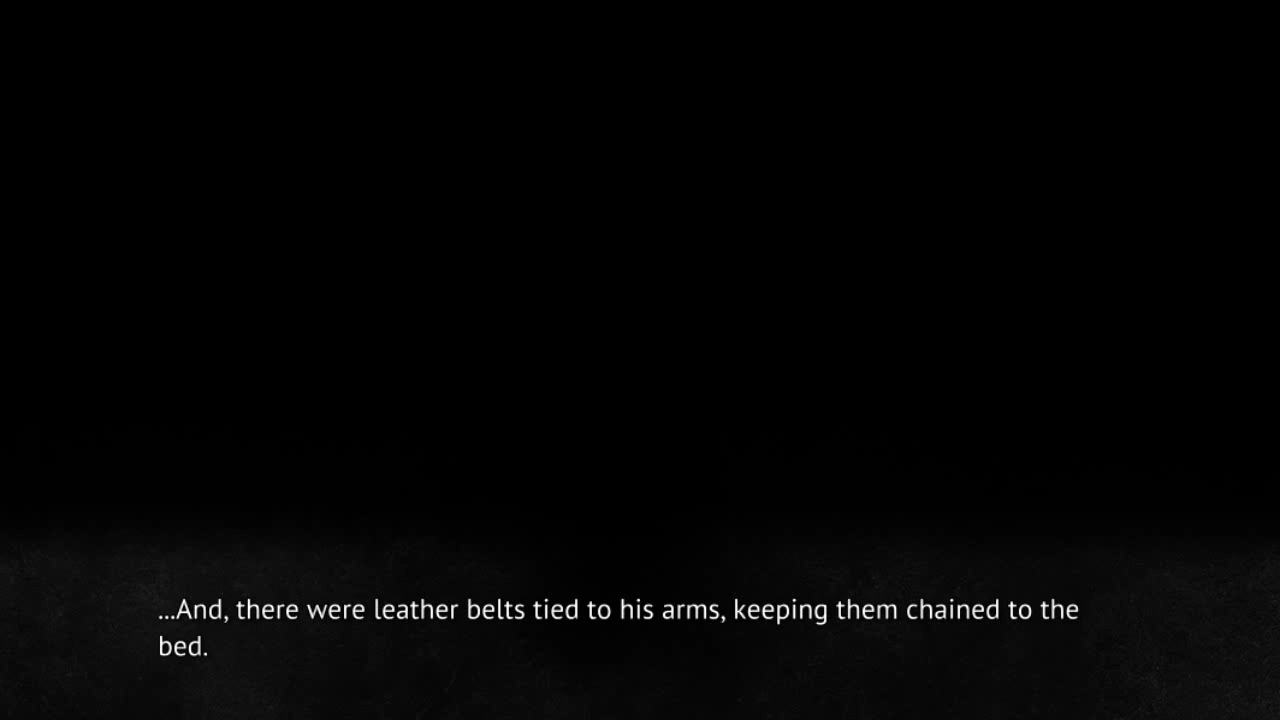 ...And, there were leather belts tied to his arms, keeping them chained to the
bed.